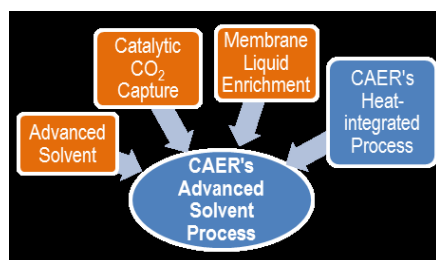 Catalytic
CO₂
Capture
Membrane
Liquid
Enrichment
CAER's
Heat-
integrated
Process
Advanced
Solvent
CAER's
Advanced
Solvent
Process